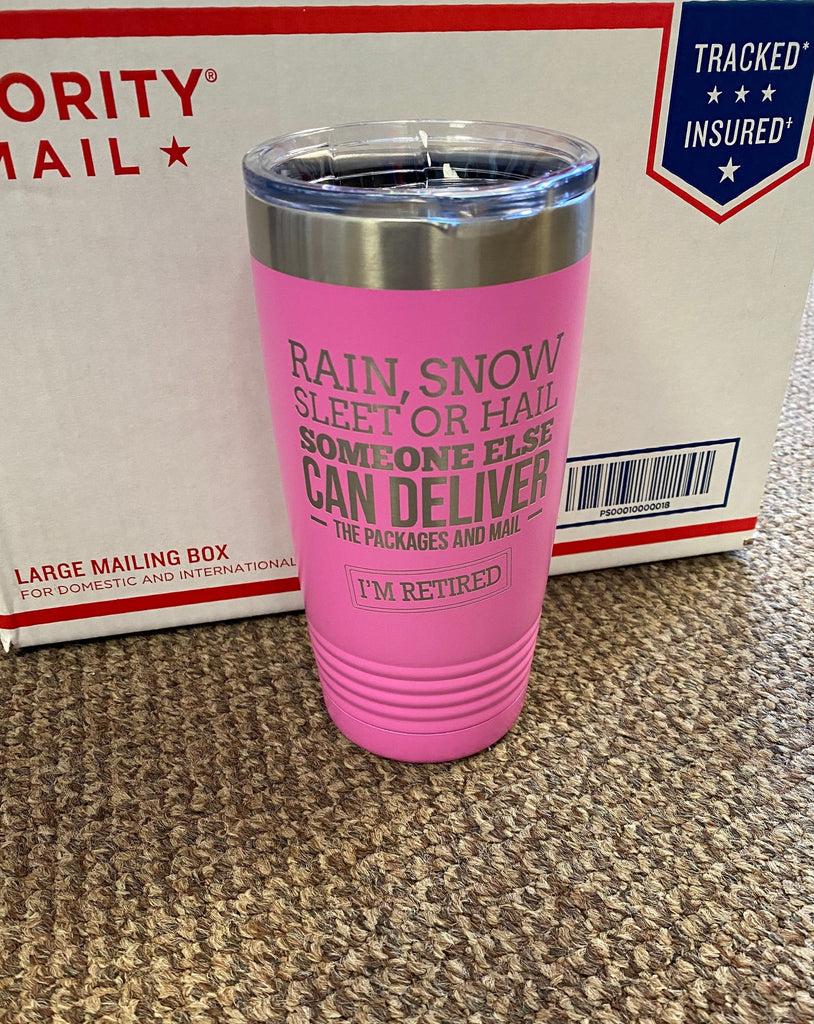 ORITY®
MAIL ★
TRACKED*
★ ★ ★
INSURED†
★
RAIN, SNOW
SLEET OR HAIL
SOMEONE ELSE
CAN DELIVER
— THE PACKAGES AND MAIL —
I'M RETIRED
PS00010000018
LARGE MAILING BOX
FOR DOMESTIC AND INTERNATIONAL